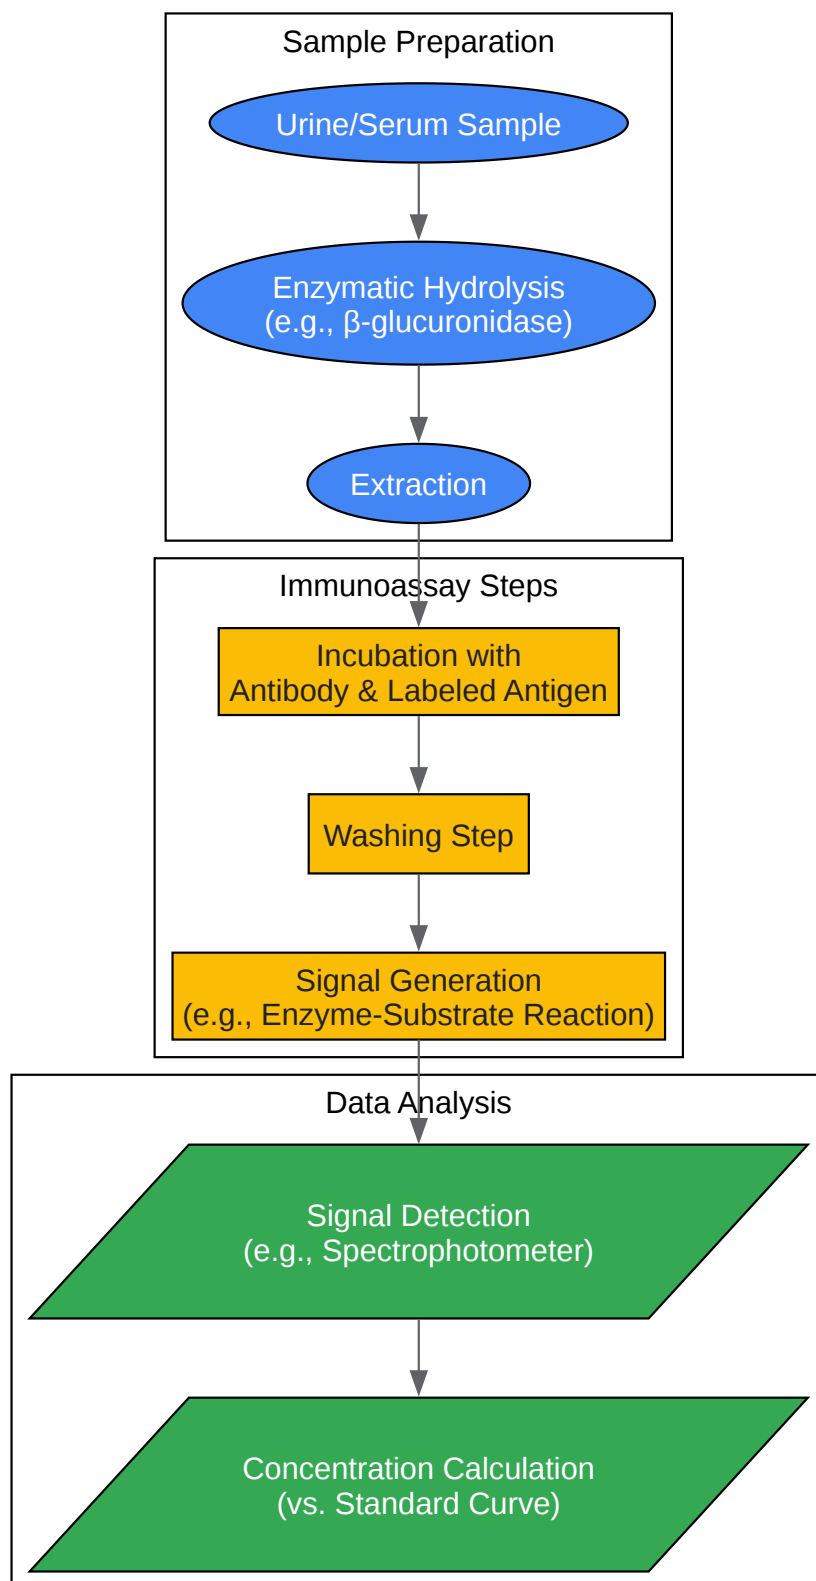 Sample Preparation
Urine/Serum Sample
Enzymatic Hydrolysis
(e.g., β-glucuronidase)
Extraction
Immunoassay Steps
Incubation with
Antibody & Labeled Antigen
Washing Step
Signal Generation
(e.g., Enzyme-Substrate Reaction)
Data Analysis
Signal Detection
(e.g., Spectrophotometer)
Concentration Calculation
(vs. Standard Curve)